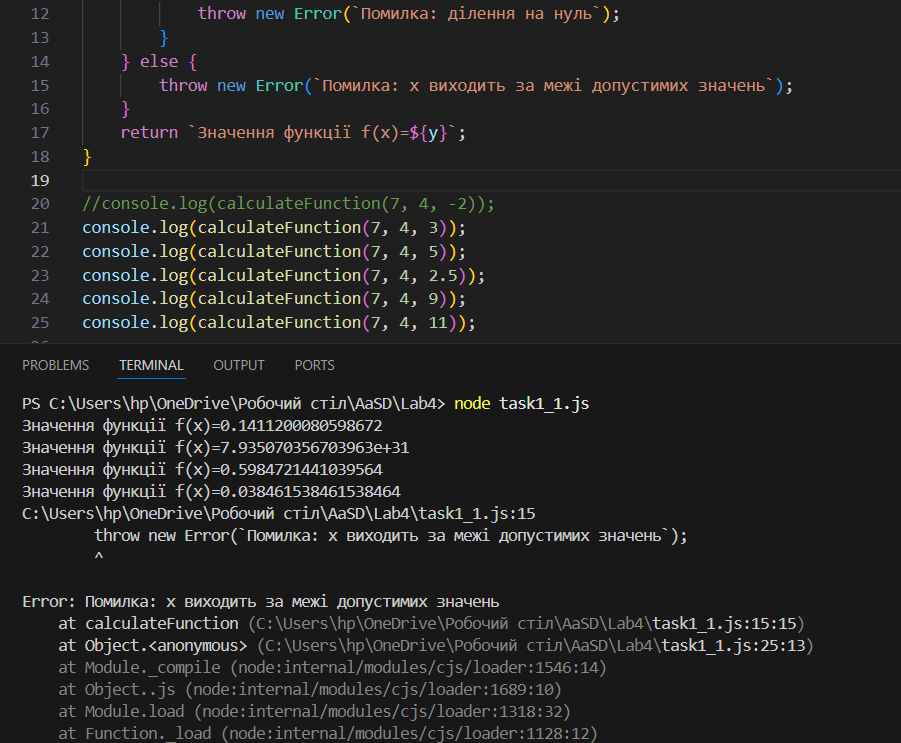 12 throw new Error(`Помилка: ділення на нуль`);
13 }
14 } else {
15 throw new Error(`Помилка: x виходить за межі допустимих значень`);
16 }
17 return `Значення функції f(x)=${y}`;
18 }
19
20 //console.log(calculateFunction(7, 4, -2));
21 console.log(calculateFunction(7, 4, 3));
22 console.log(calculateFunction(7, 4, 5));
23 console.log(calculateFunction(7, 4, 2.5));
24 console.log(calculateFunction(7, 4, 9));
25 console.log(calculateFunction(7, 4, 11));
PROBLEMS TERMINAL OUTPUT PORTS
PS C:\Users\hp\OneDrive\Робочий стіл\AaSD\Lab4> node task1_1.js
Значення функції f(x)=0.1411200080598672
Значення функції f(x)=7.935070356703963e+31
Значення функції f(x)=0.5984721441039564
Значення функції f(x)=0.038461538461538464
C:\Users\hp\OneDrive\Робочий стіл\AaSD\Lab4\task1_1.js:15
throw new Error(`Помилка: x виходить за межі допустимих значень`);
^
Error: Помилка: x виходить за межі допустимих значень
at calculateFunction (C:\Users\hp\OneDrive\Робочий стіл\AaSD\Lab4\task1_1.js:15:15)
at Object.<anonymous> (C:\Users\hp\OneDrive\Робочий стіл\AaSD\Lab4\task1_1.js:25:13)
at Module._compile (node:internal/modules/cjs/loader:1546:14)
at Object..js (node:internal/modules/cjs/loader:1689:10)
at Module.load (node:internal/modules/cjs/loader:1318:32)
at Function._load (node:internal/modules/cjs/loader:1128:12)